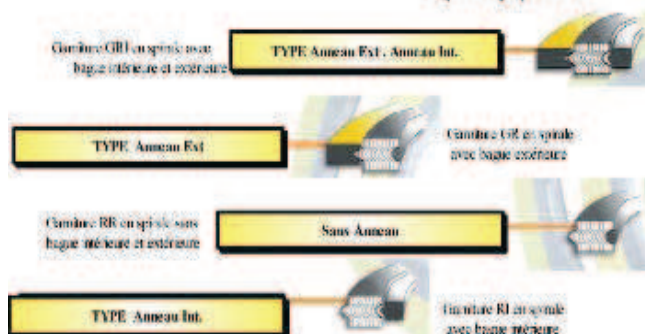 Garniture GRI en spirale avec
bague intérieure et extérieure
TYPE Anneau Ext . Anneau Int.
TYPE Anneau Ext
Garniture GR en spirale
avec bague extérieure
Garniture RR en spirale sans
bague intérieure et extérieure
Sans Anneau
TYPE Anneau Int.
Garniture RI en spirale
avec bague intérieure